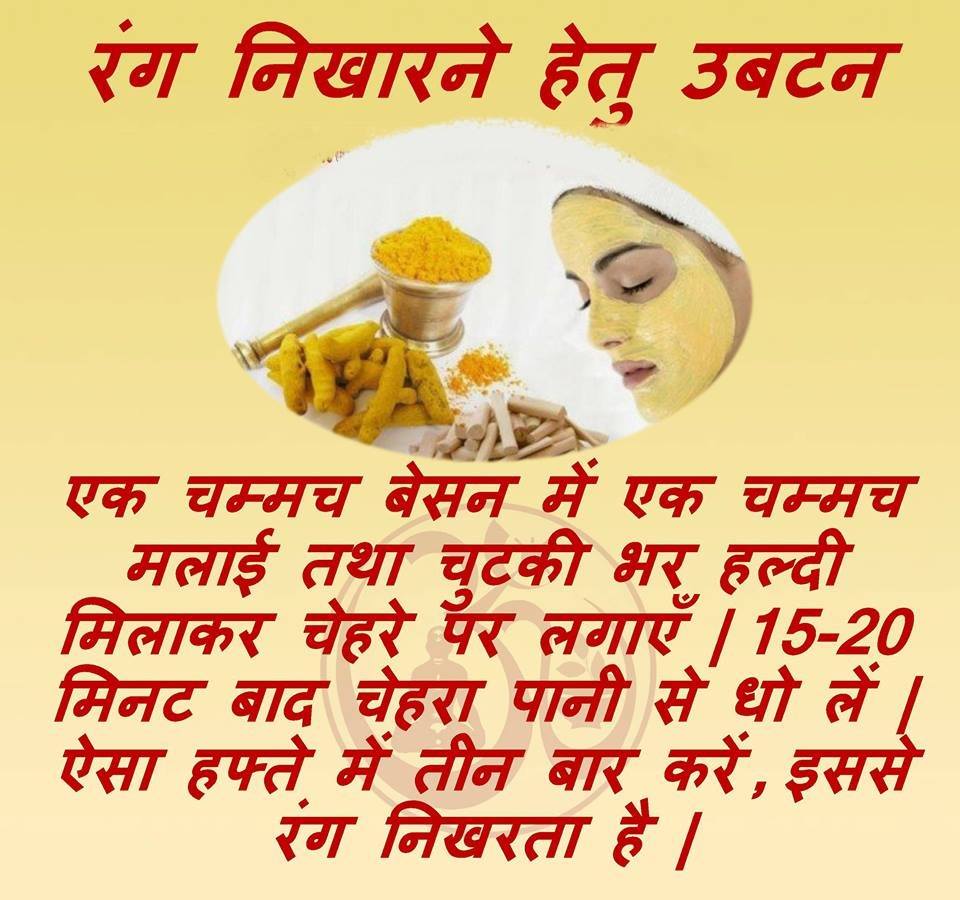 रंग निखारने हेतु उबटन
एक चम्मच बेसन में एक चम्मच
मलाई तथा चुटकी भर हल्दी
मिलाकर चेहरे पर लगाएँ | 15-20
मिनट बाद चेहरा पानी से धो लें |
ऐसा हफ्ते में तीन बार करें , इससे
रंग निखरता है |